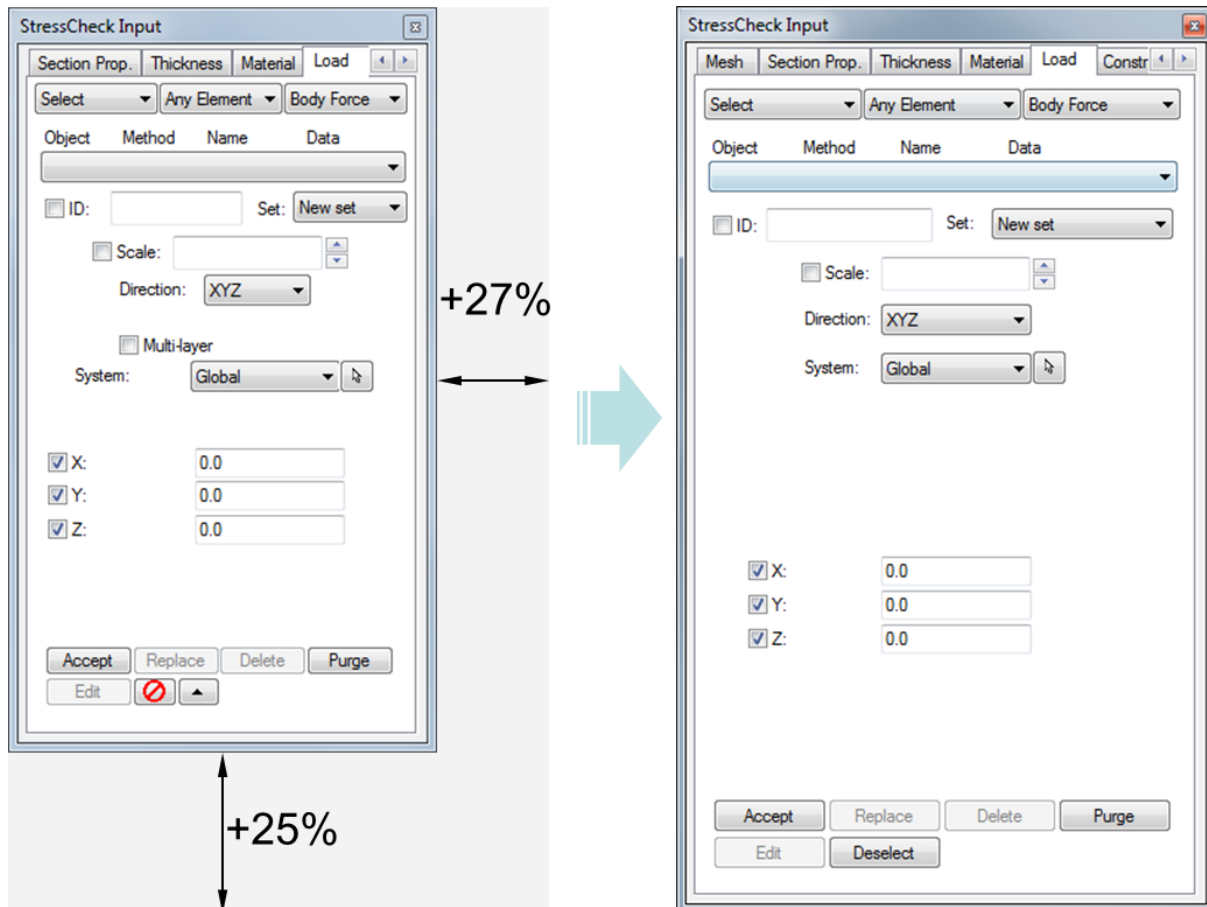 StressCheck Input
Section Prop. Thickness Material Load
Select Any Element Body Force
Object Method Name Data
ID: Set: New set
Scale:
Direction: XYZ
Multi-layer
System: Global
X: 0.0
Y: 0.0
Z: 0.0
Accept Replace Delete Purge
Edit
+27%
+25%
StressCheck Input
Mesh Section Prop. Thickness Material Load Constr
Select Any Element Body Force
Object Method Name Data
ID: Set: New set
Scale:
Direction: XYZ
System: Global
X: 0.0
Y: 0.0
Z: 0.0
Accept Replace Delete Purge
Edit Deselect